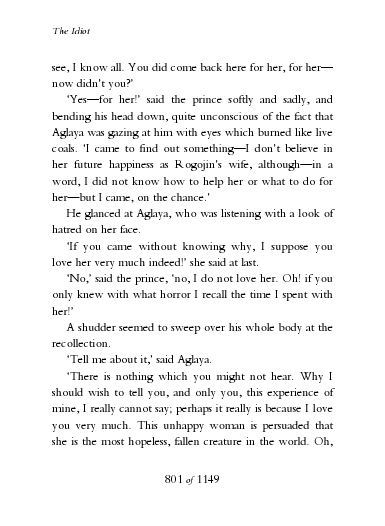 The Idiot
see, I know all. You did come back here for her, for her—
now didn't you?'
'Yes—for her!' said the prince softly and sadly, and
bending his head down, quite unconscious of the fact that
Aglaya was gazing at him with eyes which burned like live
coals. 'I came to find out something—I don't believe in
her future happiness as Rogojin's wife, although—in a
word, I did not know how to help her or what to do for
her—but I came, on the chance.'
He glanced at Aglaya, who was listening with a look of
hatred on her face.
'If you came without knowing why, I suppose you
love her very much indeed!' she said at last.
'No,' said the prince, 'no, I do not love her. Oh! if you
only knew with what horror I recall the time I spent with
her!'
A shudder seemed to sweep over his whole body at the
recollection.
'Tell me about it,' said Aglaya.
'There is nothing which you might not hear. Why I
should wish to tell you, and only you, this experience of
mine, I really cannot say; perhaps it really is because I love
you very much. This unhappy woman is persuaded that
she is the most hopeless, fallen creature in the world. Oh,
801 of 1149